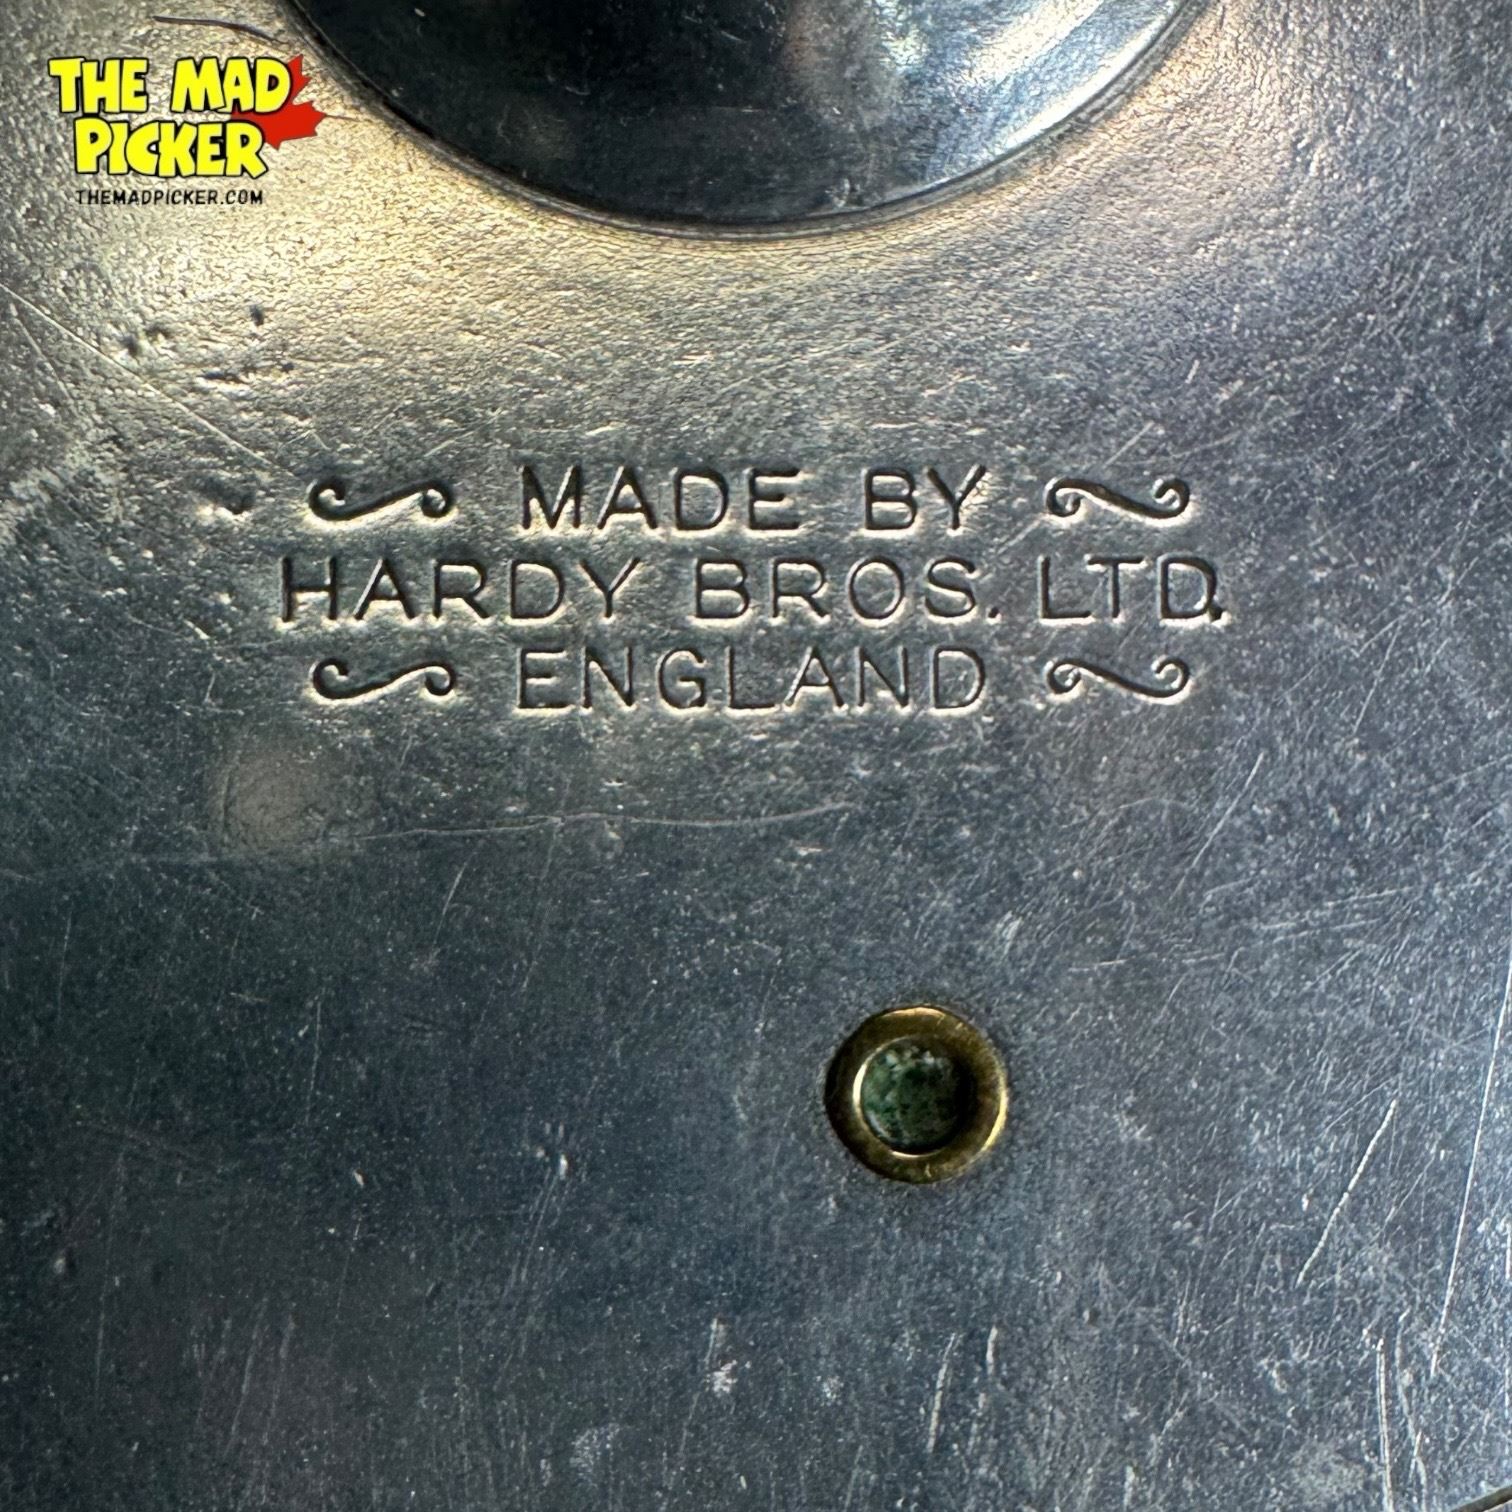 THE MAD
PICKER
THEMADPICKER.COM
MADE BY
HARDY BROS. LTD.
ENGLAND